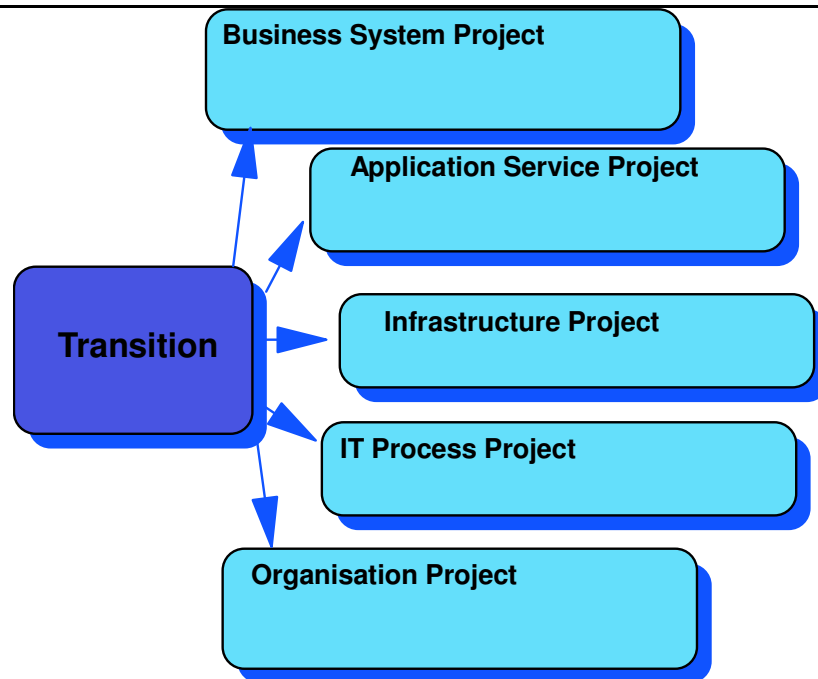 Business System Project
Application Service Project
Infrastructure Project
Transition
IT Process Project
Organisation Project